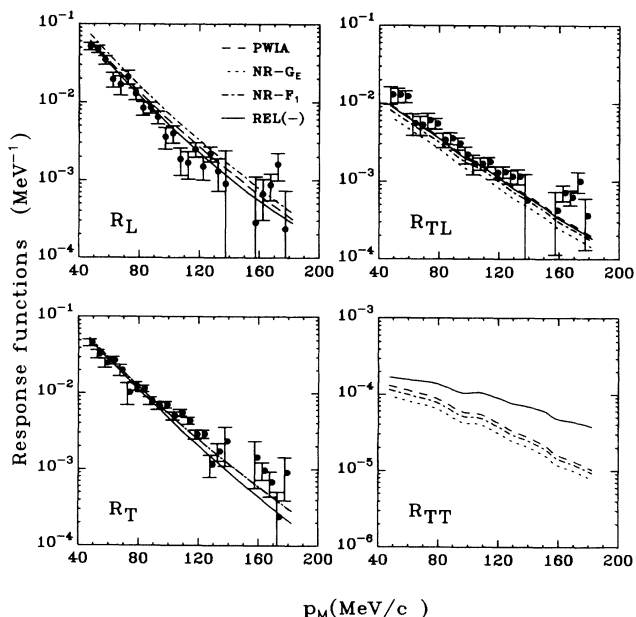 10⁻¹
10⁻²
10⁻³
10⁻⁴
40 80 120 160 200
R_L
PWIA
NR-G_E
NR-F₁
REL(-)
10⁻¹
10⁻²
10⁻³
10⁻⁴
40 80 120 160 200
R_TL
Response functions (MeV⁻¹)
10⁻¹
10⁻²
10⁻³
10⁻⁴
40 80 120 160 200
R_T
10⁻³
10⁻⁴
10⁻⁵
10⁻⁶
40 80 120 160 200
R_TT
p_M(MeV/c )